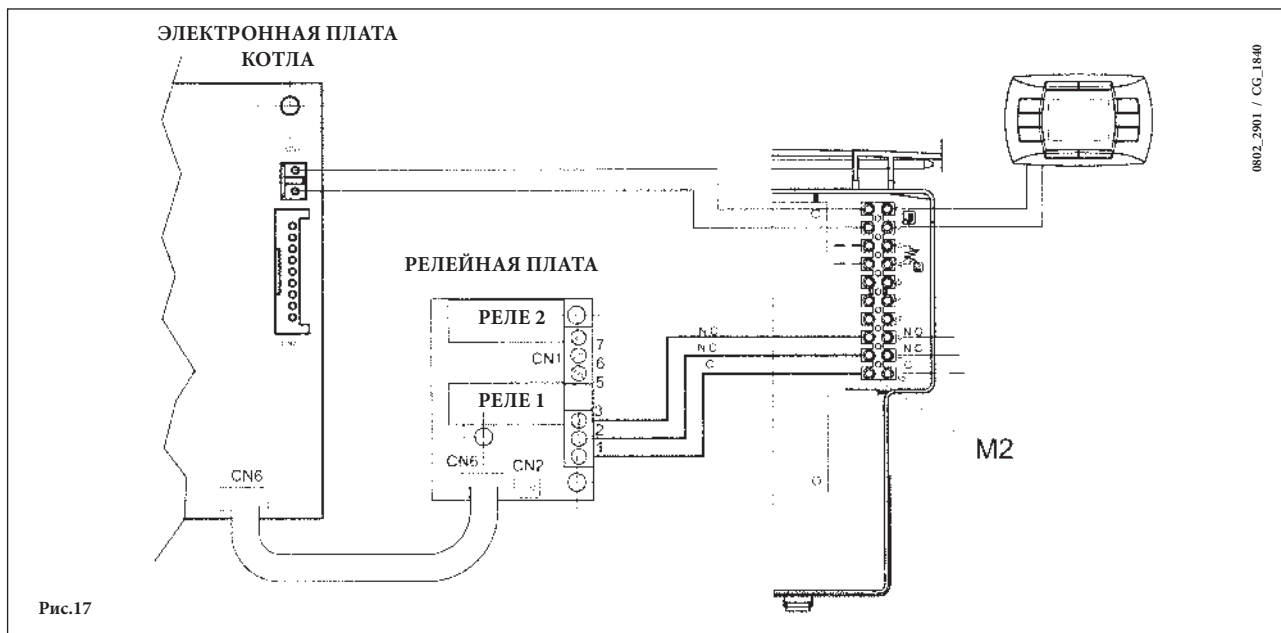 ЭЛЕКТРОННАЯ ПЛАТА
КОТЛА
0802_2901 / CG_1840
РЕЛЕЙНАЯ ПЛАТА
РЕЛЕ 2
7
CN1
6
5
РЕЛЕ 1
3
2
1
CN6
CN2
CN6
N O
N C
C
N O
N C
C
M2
Рис.17